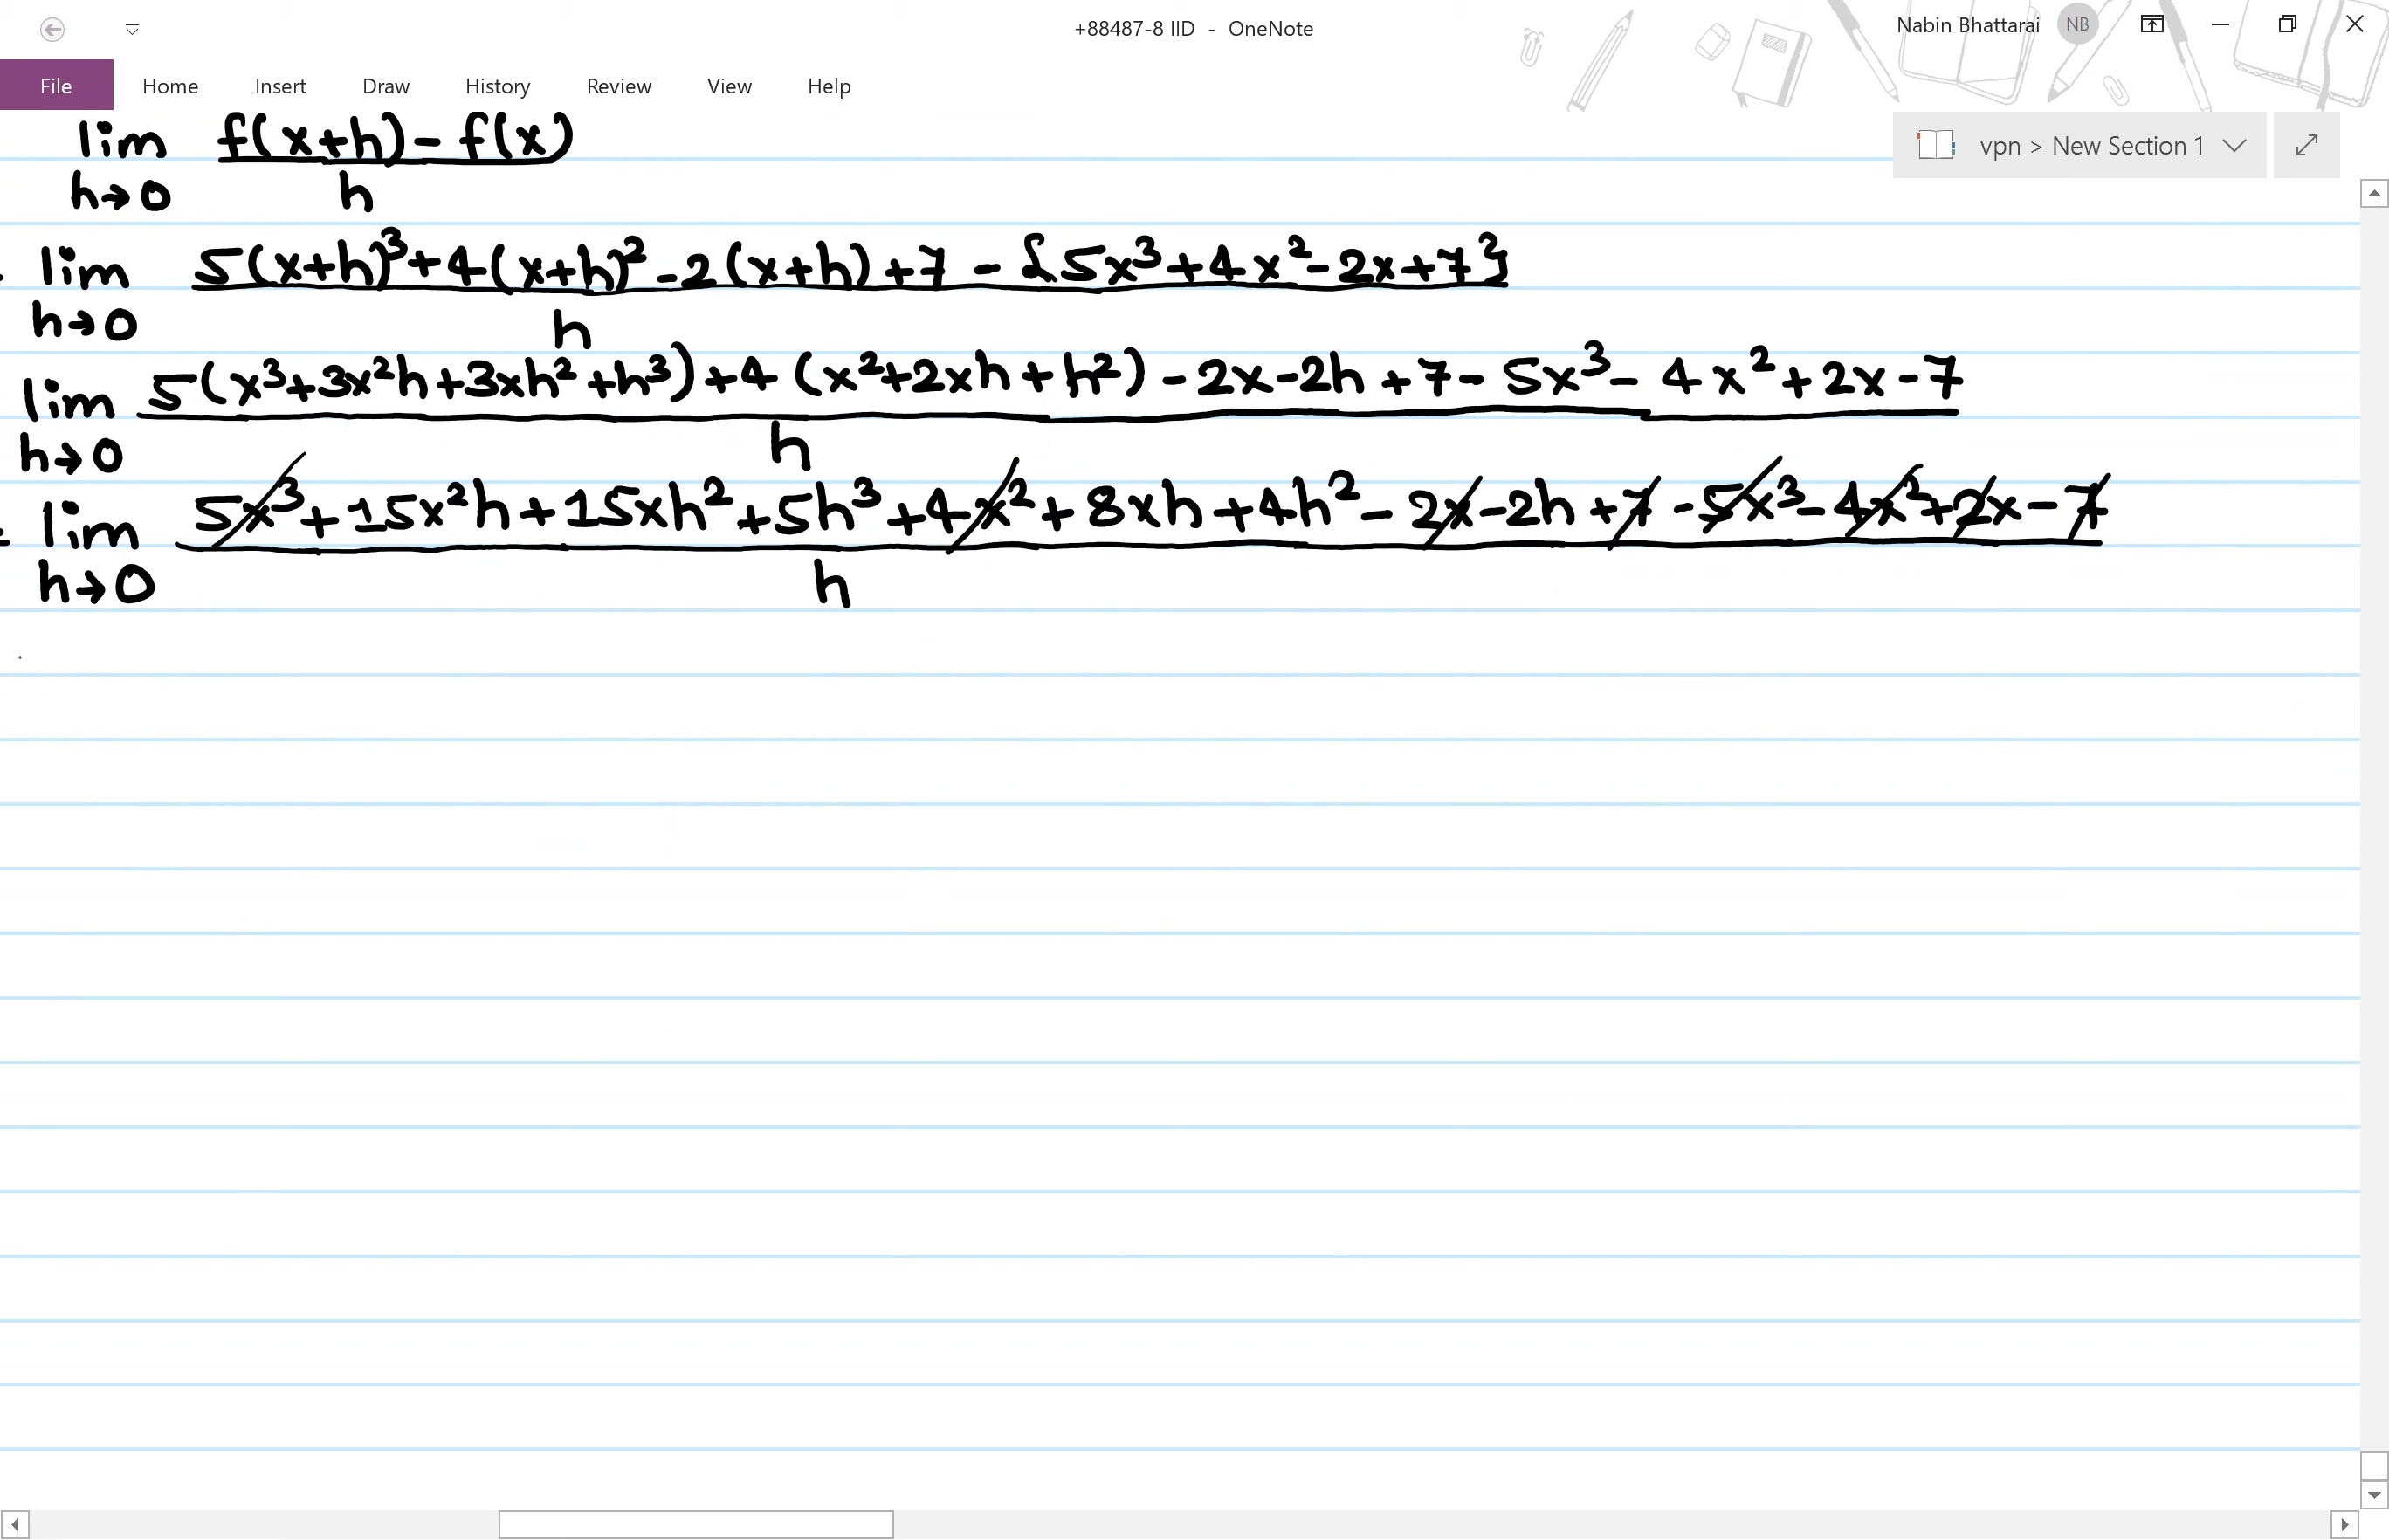 +88487-8 IID - OneNote
Nabin Bhattarai NB
File Home Insert Draw History Review View Help
vpn > New Section 1
lim f(x+h) - f(x)
h→0 h
lim 5(x+h)³+4(x+h)²-2(x+h)+7 - {5x³+4x²-2x+7}
h→0 h
lim 5(x³+3x²h+3xh²+h³)+4(x²+2xh+h²)-2x-2h+7-5x³-4x²+2x-7
h→0 h
lim 5x³+15x²h+15xh²+5h³+4x²+8xh+4h²-2x-2h+7-5x³-4x²+2x-7
h→0 h